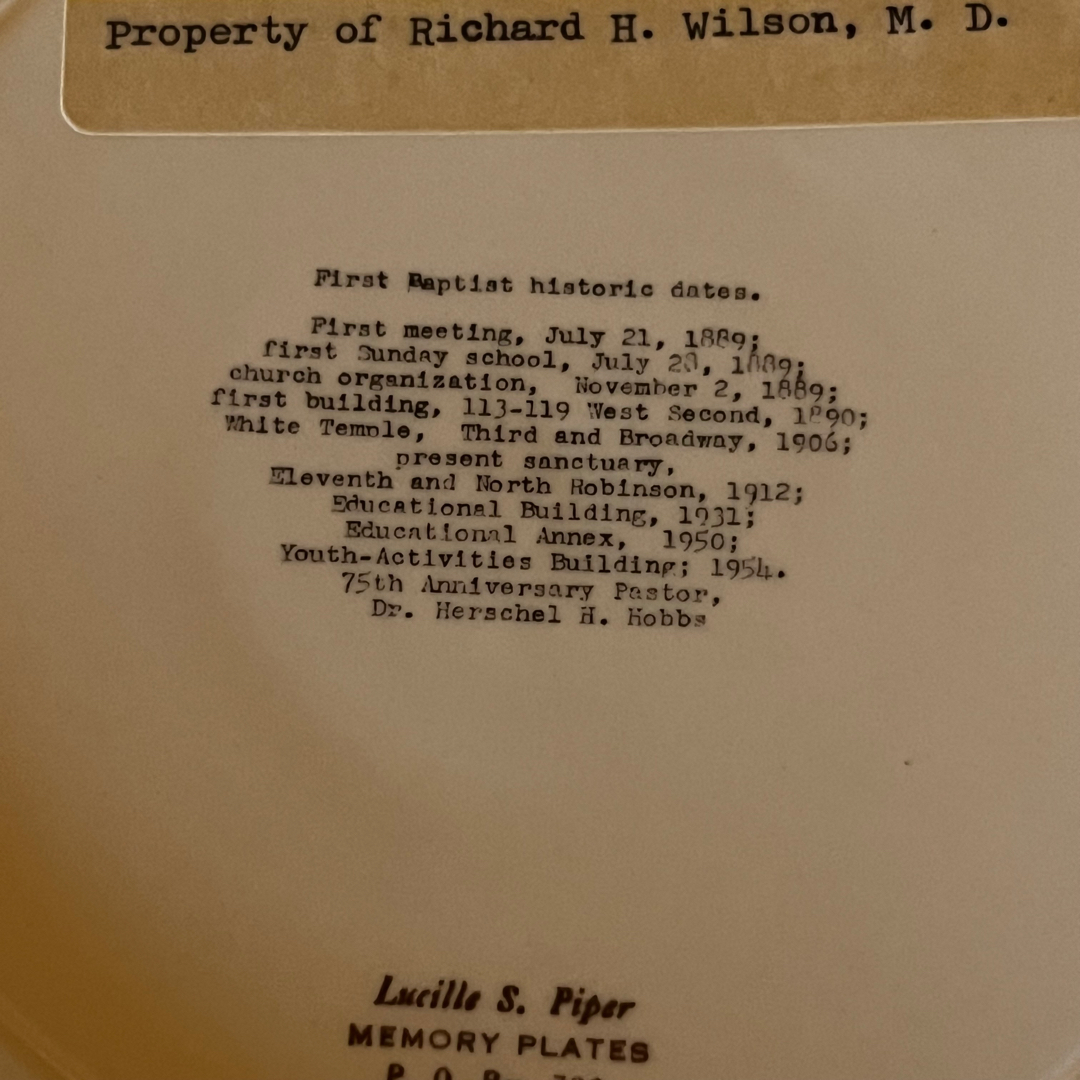 Property of Richard H. Wilson, M. D.
First Baptist historic dates.
First meeting, July 21, 1889;
first Sunday school, July 28, 1889;
church organization, November 2, 1889;
first building, 113-119 West Second, 1890;
White Temple, Third and Broadway, 1906;
present sanctuary,
Eleventh and North Robinson, 1912;
Educational Building, 1931;
Educational Annex, 1950;
Youth-Activities Building; 1954.
75th Anniversary Pastor,
Dr. Herschel H. Hobbs
Lucille S. Piper
MEMORY PLATES
P. O.